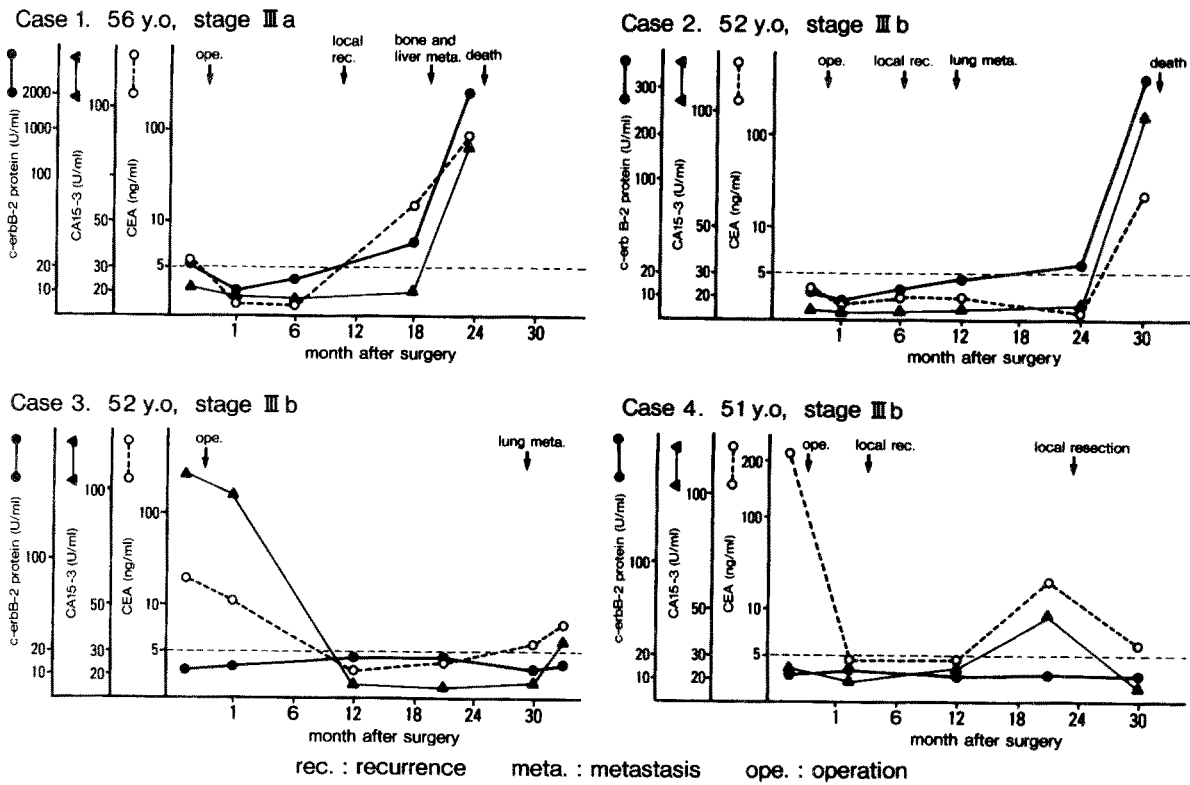 Case 1. 56 y.o, stage Ⅲa
ope.
local rec.
bone and liver meta.
death
c-erbB-2 protein (U/ml)
2000
1000
100
20
10
CA15-3 (U/ml)
100
50
30
20
CEA (ng/ml)
100
10
5
1 6 12 18 24 30
month after surgery
Case 2. 52 y.o, stage Ⅲb
ope.
local rec.
lung meta.
death
c-erb B-2 protein (U/ml)
300
200
100
20
10
CA15-3 (U/ml)
100
50
30
20
CEA (ng/ml)
100
10
5
1 6 12 18 24 30
month after surgery
Case 3. 52 y.o, stage Ⅲb
ope.
lung meta.
c-erbB-2 protein (U/ml)
100
20
10
CA15-3 (U/ml)
100
50
30
20
CEA (ng/ml)
100
10
5
1 6 12 18 24 30
month after surgery
Case 4. 51 y.o, stage Ⅲb
ope.
local rec.
local resection
c-erbB-2 protein (U/ml)
100
20
10
CA15-3 (U/ml)
100
50
30
20
CEA (ng/ml)
200
100
10
5
1 6 12 18 24 30
month after surgery
rec. : recurrence meta. : metastasis ope. : operation